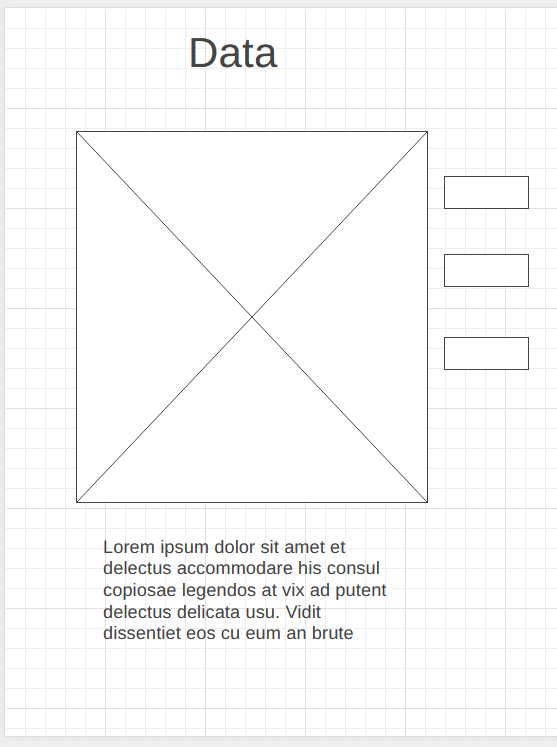 Data
Lorem ipsum dolor sit amet et
delectus accommodare his consul
copiosae legendos at vix ad putent
delectus delicata usu. Vidit
dissentiet eos cu eum an brute